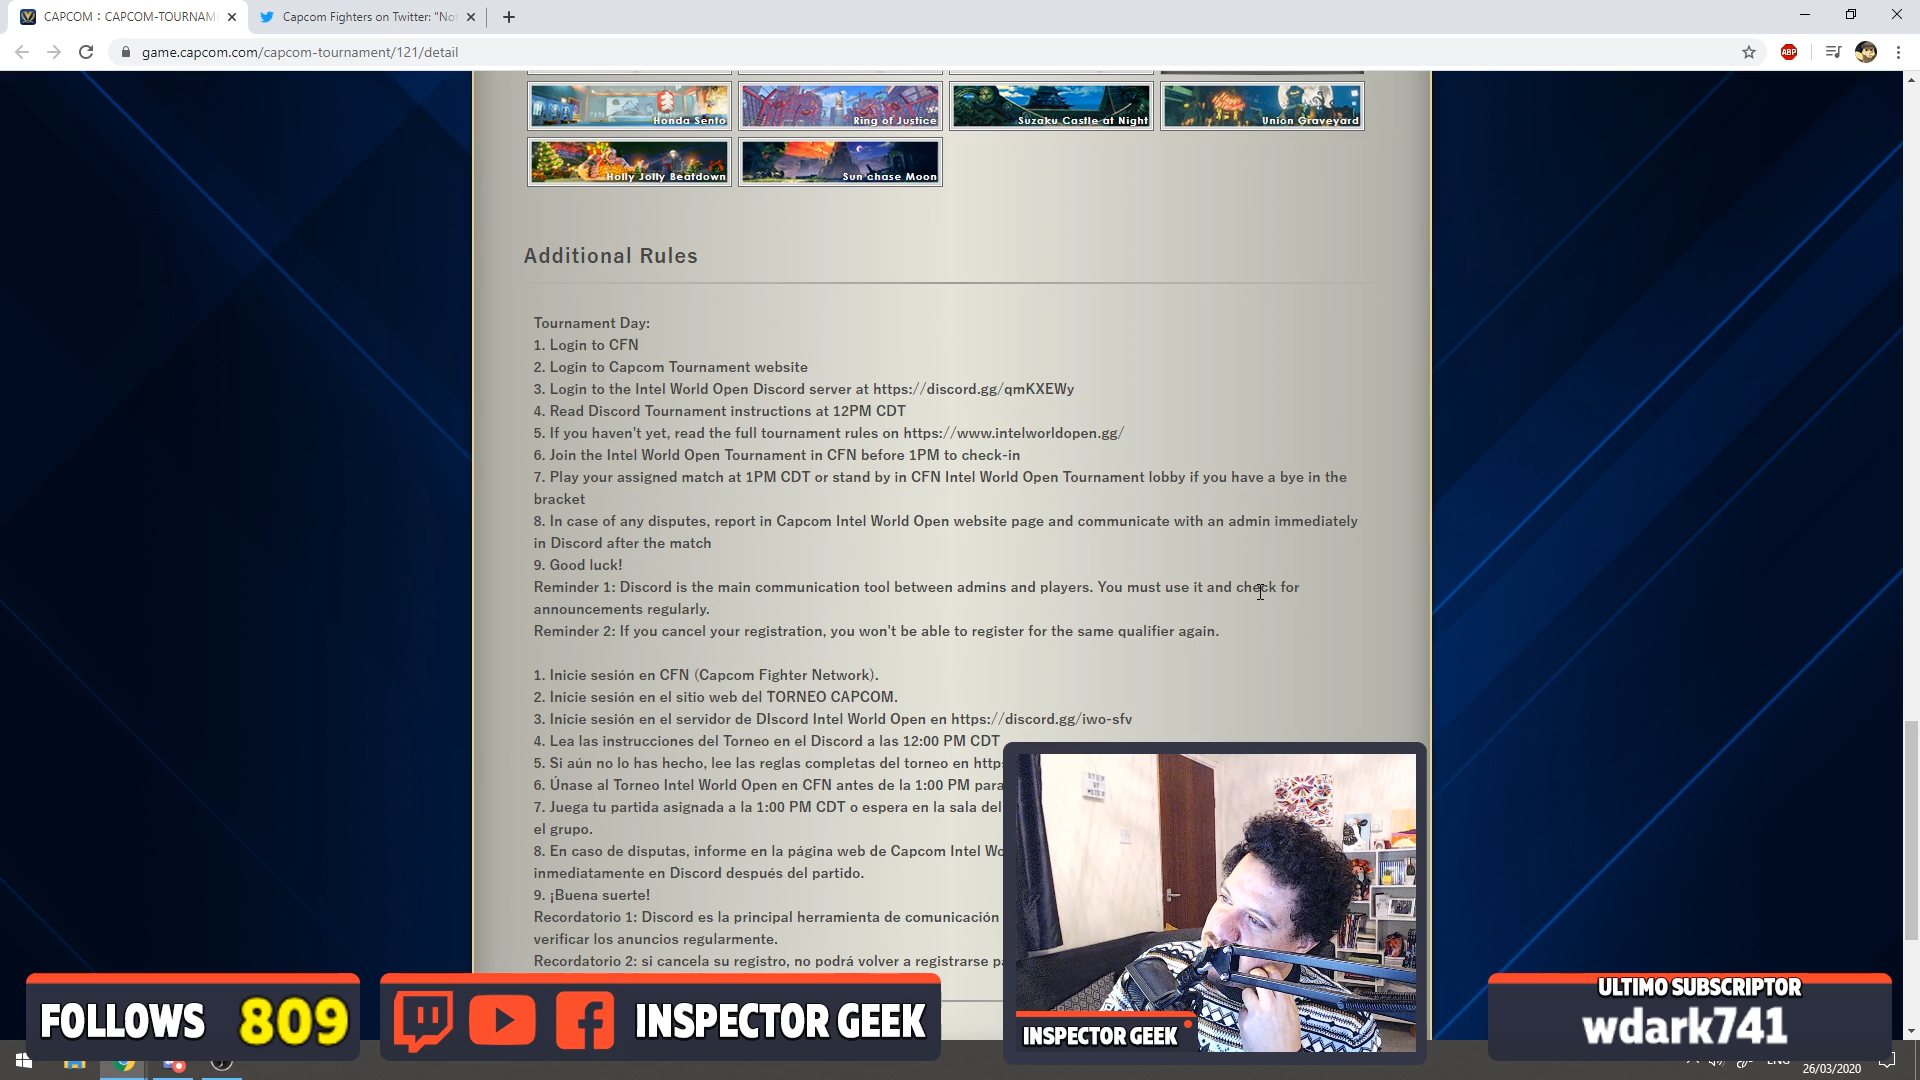 CAPCOM：CAPCOM-TOURNAM
Capcom Fighters on Twitter: "No
game.capcom.com/capcom-tournament/121/detail
ABP
Honda Sento
Ring of Justice
Suzaku Castle at Night
Union Graveyard
Holly Jolly Beatdown
Sun chase Moon
Additional Rules
Tournament Day:
1. Login to CFN
2. Login to Capcom Tournament website
3. Login to the Intel World Open Discord server at https://discord.gg/qmKXEWy
4. Read Discord Tournament instructions at 12PM CDT
5. If you haven't yet, read the full tournament rules on https://www.intelworldopen.gg/
6. Join the Intel World Open Tournament in CFN before 1PM to check-in
7. Play your assigned match at 1PM CDT or stand by in CFN Intel World Open Tournament lobby if you have a bye in the
bracket
8. In case of any disputes, report in Capcom Intel World Open website page and communicate with an admin immediately
in Discord after the match
9. Good luck!
Reminder 1: Discord is the main communication tool between admins and players. You must use it and check for
announcements regularly.
Reminder 2: If you cancel your registration, you won't be able to register for the same qualifier again.
1. Inicie sesión en CFN (Capcom Fighter Network).
2. Inicie sesión en el sitio web del TORNEO CAPCOM.
3. Inicie sesión en el servidor de DIscord Intel World Open en https://discord.gg/iwo-sfv
4. Lea las instrucciones del Torneo en el Discord a las 12:00 PM CDT
5. Si aún no lo has hecho, lee las reglas completas del torneo en http
6. Únase al Torneo Intel World Open en CFN antes de la 1:00 PM para
7. Juega tu partida asignada a la 1:00 PM CDT o espera en la sala del
el grupo.
8. En caso de disputas, informe en la página web de Capcom Intel Wo
inmediatamente en Discord después del partido.
9. ¡Buena suerte!
Recordatorio 1: Discord es la principal herramienta de comunicación
verificar los anuncios regularmente.
Recordatorio 2: si cancela su registro, no podrá volver a registrarse pa
FOLLOWS 809
INSPECTOR GEEK
INSPECTOR GEEK
ULTIMO SUBSCRIPTOR
wdark741
ENG
26/03/2020